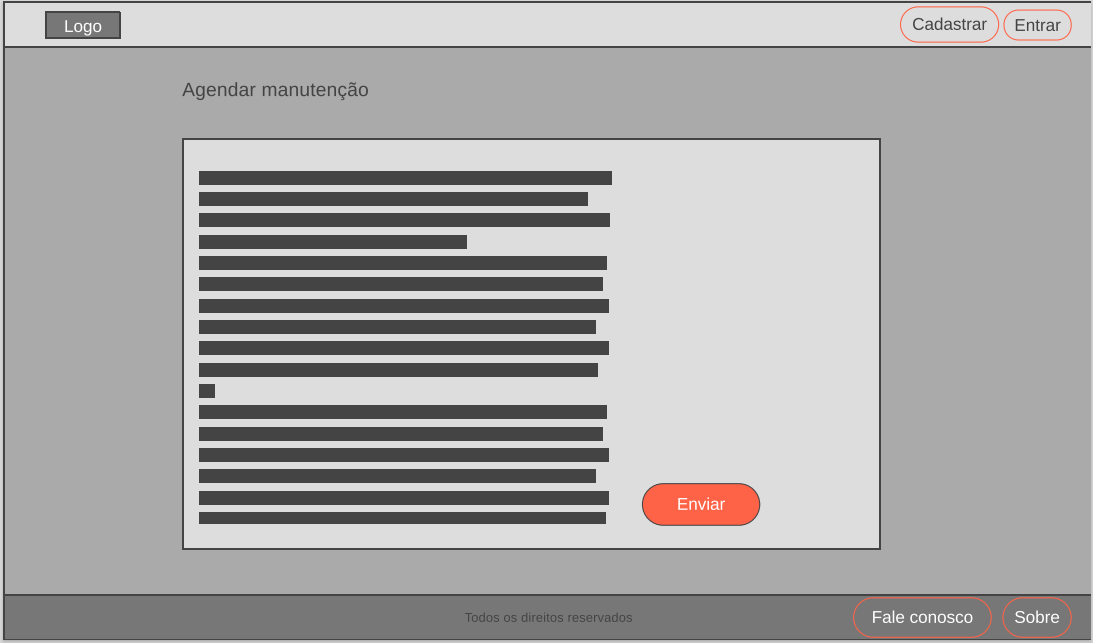 Logo
Cadastrar
Entrar
Agendar manutenção
Enviar
Todos os direitos reservados
Fale conosco
Sobre